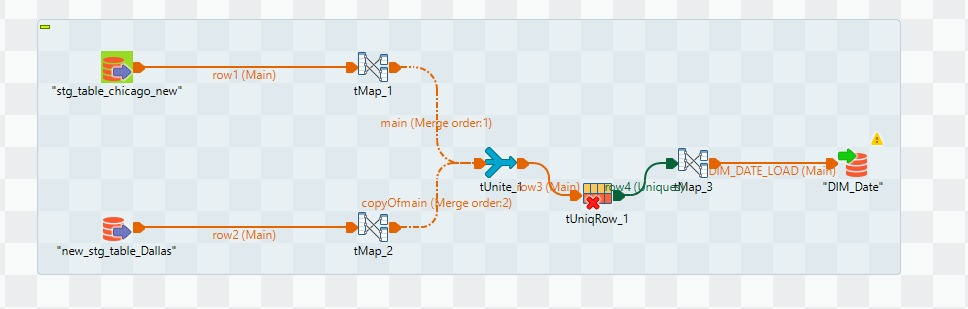 row1 (Main)
"stg_table_chicago_new"
tMap_1
main (Merge order:1)
tUnite_1
row3 (Main)
row4 (Unique)
tMap_3
DIM_DATE_LOAD (Main)
"DIM_Date"
copyOfmain (Merge order:2)
tUniqRow_1
row2 (Main)
"new_stg_table_Dallas"
tMap_2